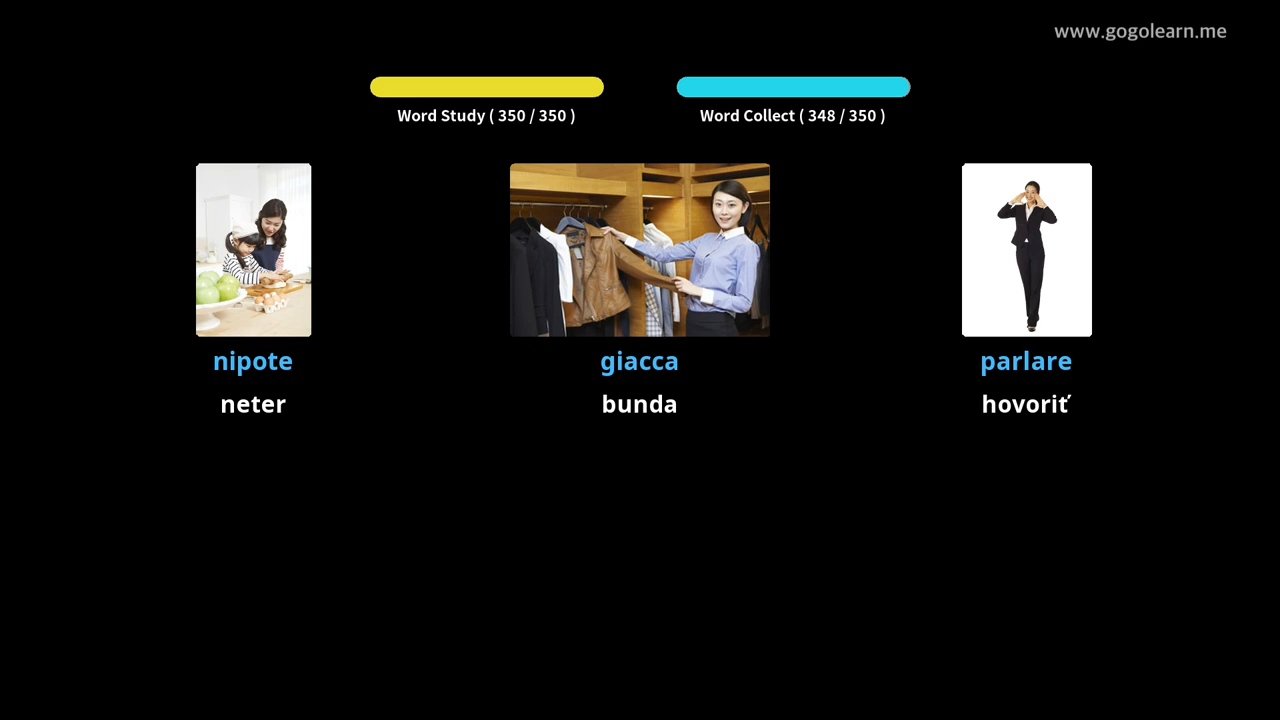 www.gogolearn.me
Word Study ( 350 / 350 )
Word Collect ( 348 / 350 )
nipote
giacca
parlare
neter
bunda
hovoriť